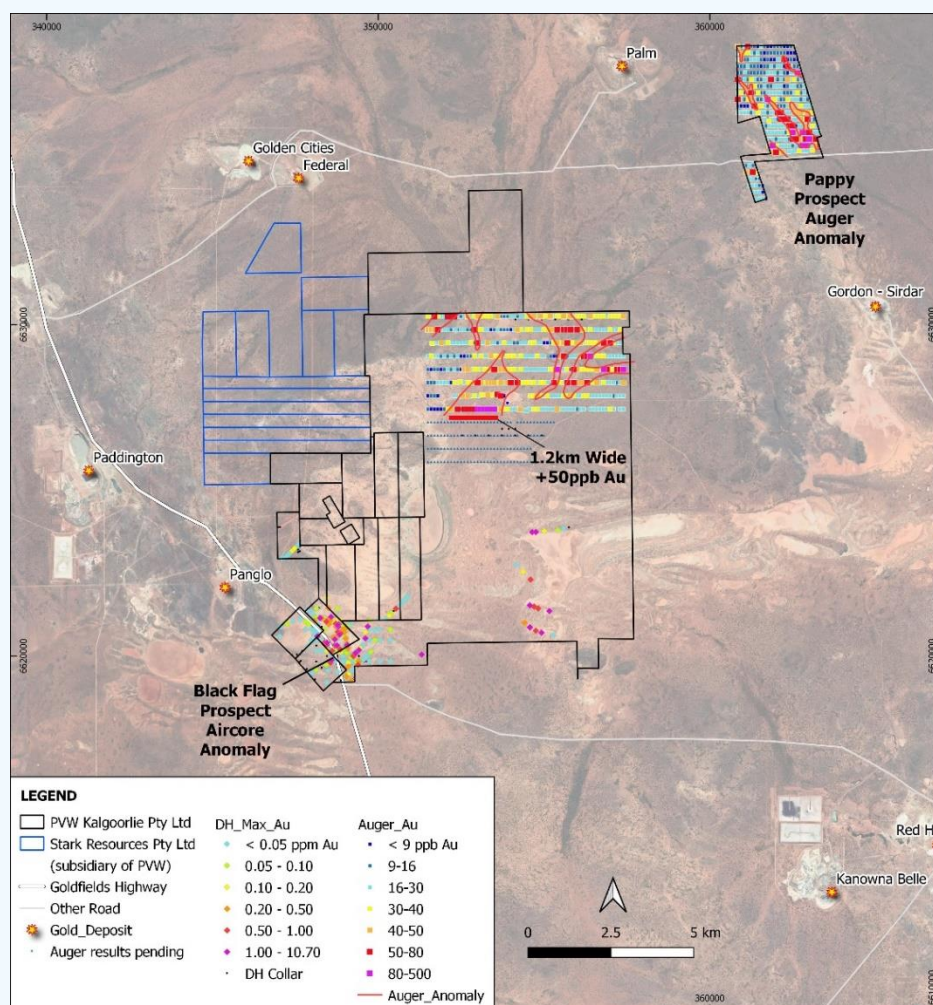 340000
350000
360000
Palm
Golden Cities
Federal
Pappy
Prospect
Auger
Anomaly
Gordon - Sirdar
6630000
6630000
Paddington
1.2km Wide
+50ppb Au
Panglo
6620000
6620000
Black Flag
Prospect
Aircore
Anomaly
LEGEND
PVW Kalgoorlie Pty Ltd
Stark Resources Pty Ltd
(subsidiary of PVW)
Goldfields Highway
Other Road
Gold_Deposit
Auger results pending
DH_Max_Au
< 0.05 ppm Au
0.05 - 0.10
0.10 - 0.20
0.20 - 0.50
0.50 - 1.00
1.00 - 10.70
DH Collar
Auger_Au
< 9 ppb Au
9-16
16-30
30-40
40-50
50-80
80-500
Auger_Anomaly
0 2.5 5 km
Red H
Kanowna Belle
360000
6610000